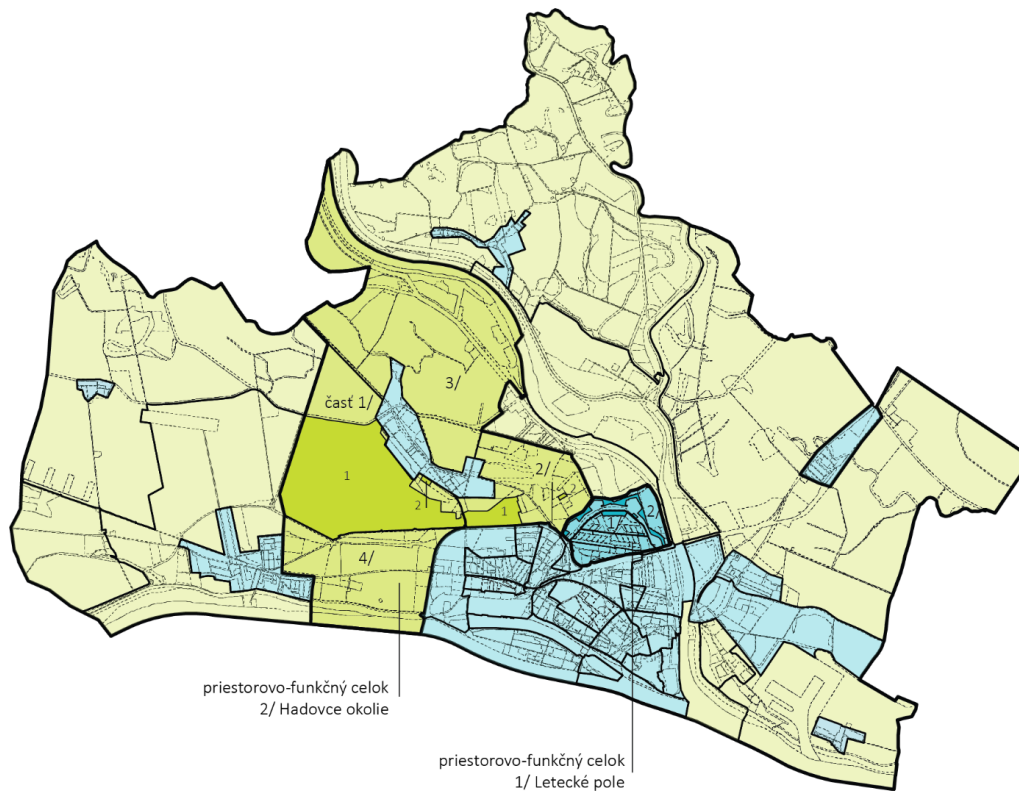 3/
časť 1/
1
2/
2
2
1
1/
2/
4/
priestorovo-funkčný celok
2/ Hadovce okolie
priestorovo-funkčný celok
1/ Letecké pole